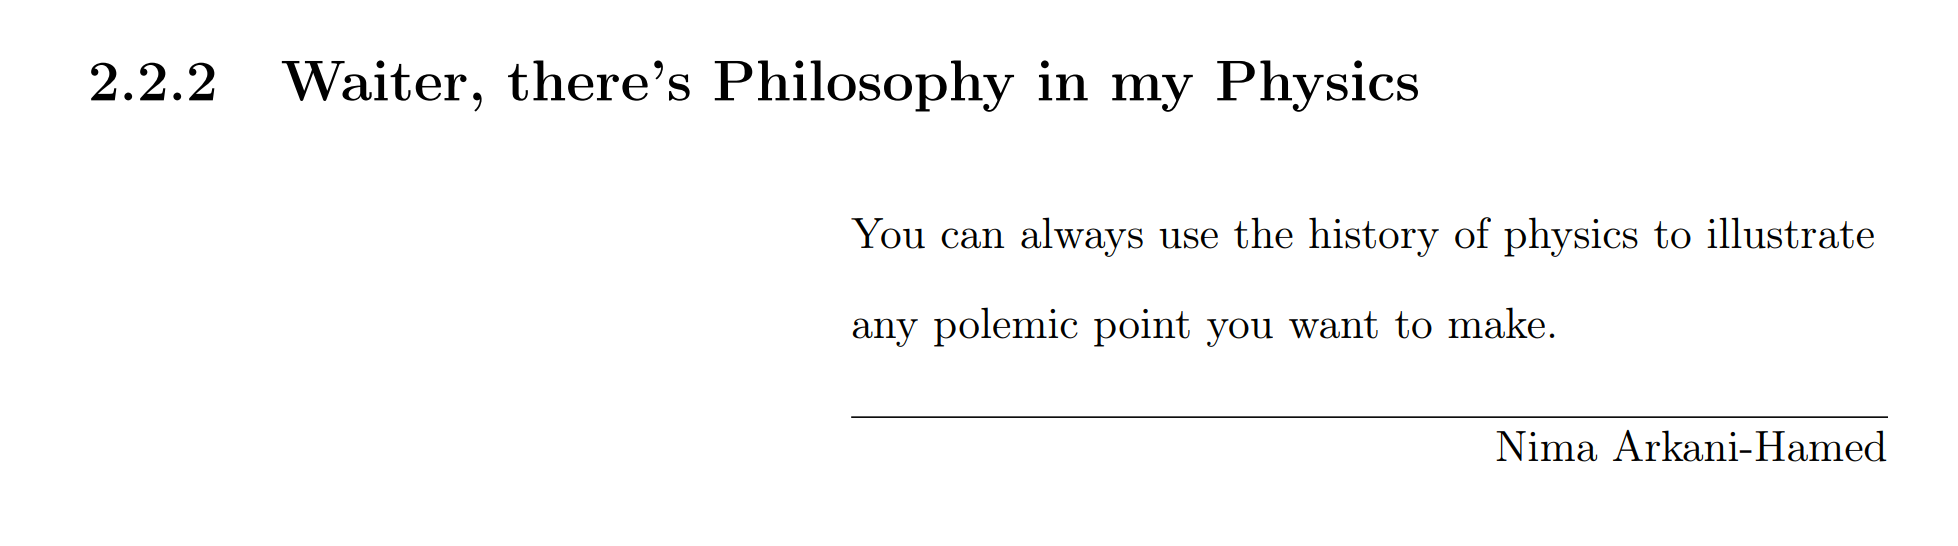 2.2.2 Waiter, there's Philosophy in my Physics
You can always use the history of physics to illustrate
any polemic point you want to make.
Nima Arkani-Hamed